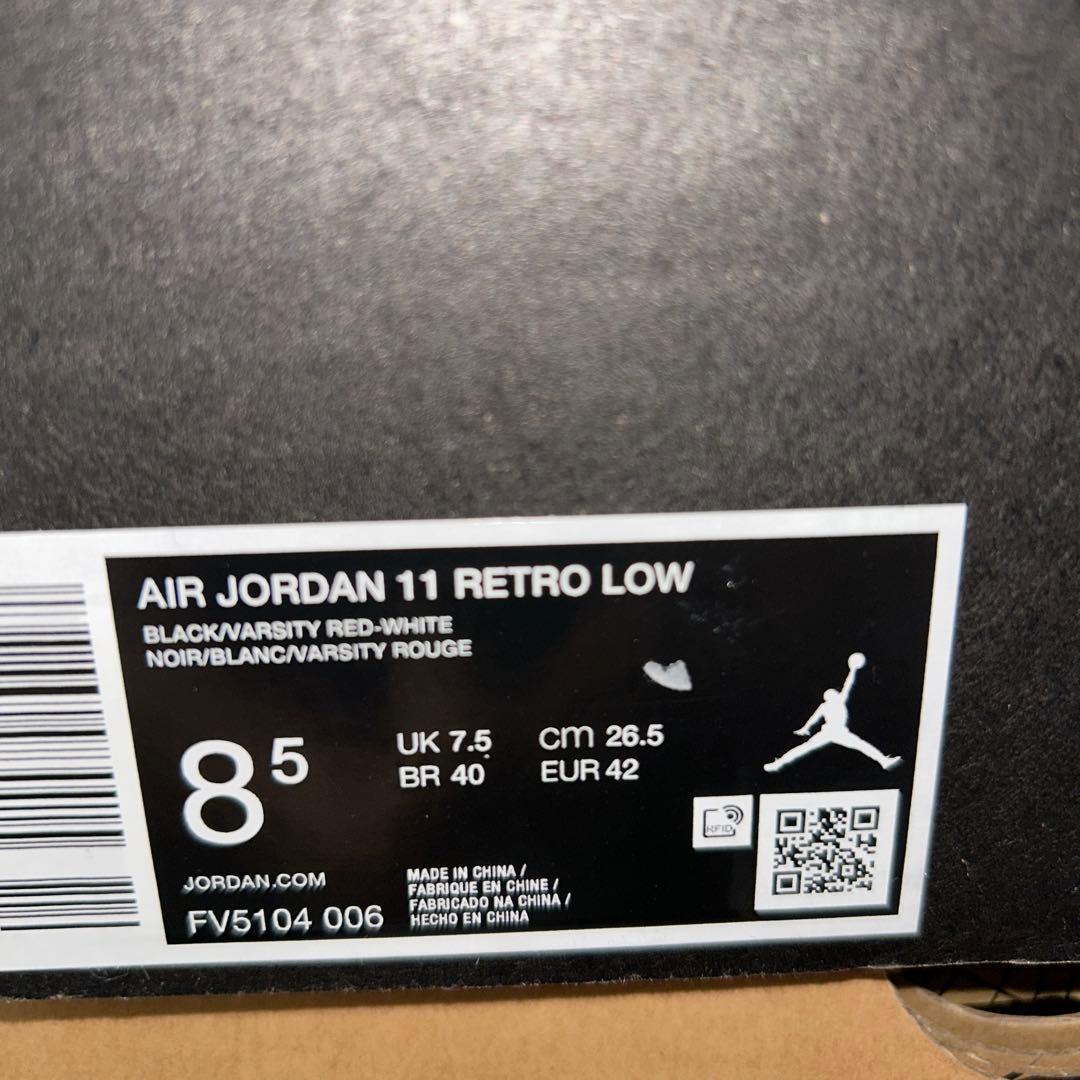 AIR JORDAN 11 RETRO LOW
BLACK/VARSITY RED-WHITE
NOIR/BLANC/VARSITY ROUGE
8 5
UK 7.5
BR 40
cm 26.5
EUR 42
RFID
JORDAN.COM
FV5104 006
MADE IN CHINA /
FABRIQUE EN CHINE /
FABRICADO NA CHINA /
HECHO EN CHINA